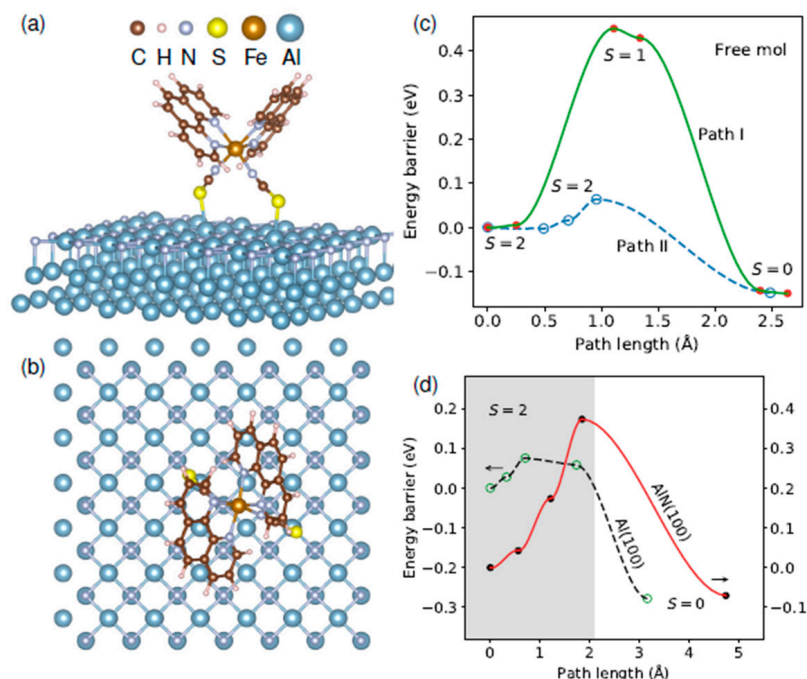 (a)
C H N S Fe Al
(b)
(c)
Free mol
S = 1
Path I
S = 2
Path II
S = 2
S = 0
Energy barrier (eV)
0.4
0.3
0.2
0.1
0.0
−0.1
0.0 0.5 1.0 1.5 2.0 2.5
Path length (Å)
(d)
S = 2
Al(100)
AlN(100)
S = 0
Energy barrier (eV)
0.2
0.1
0.0
−0.1
−0.2
−0.3
0.4
0.3
0.2
0.2
0.0
0.1
0 1 2 3 4 5
Path length (Å)